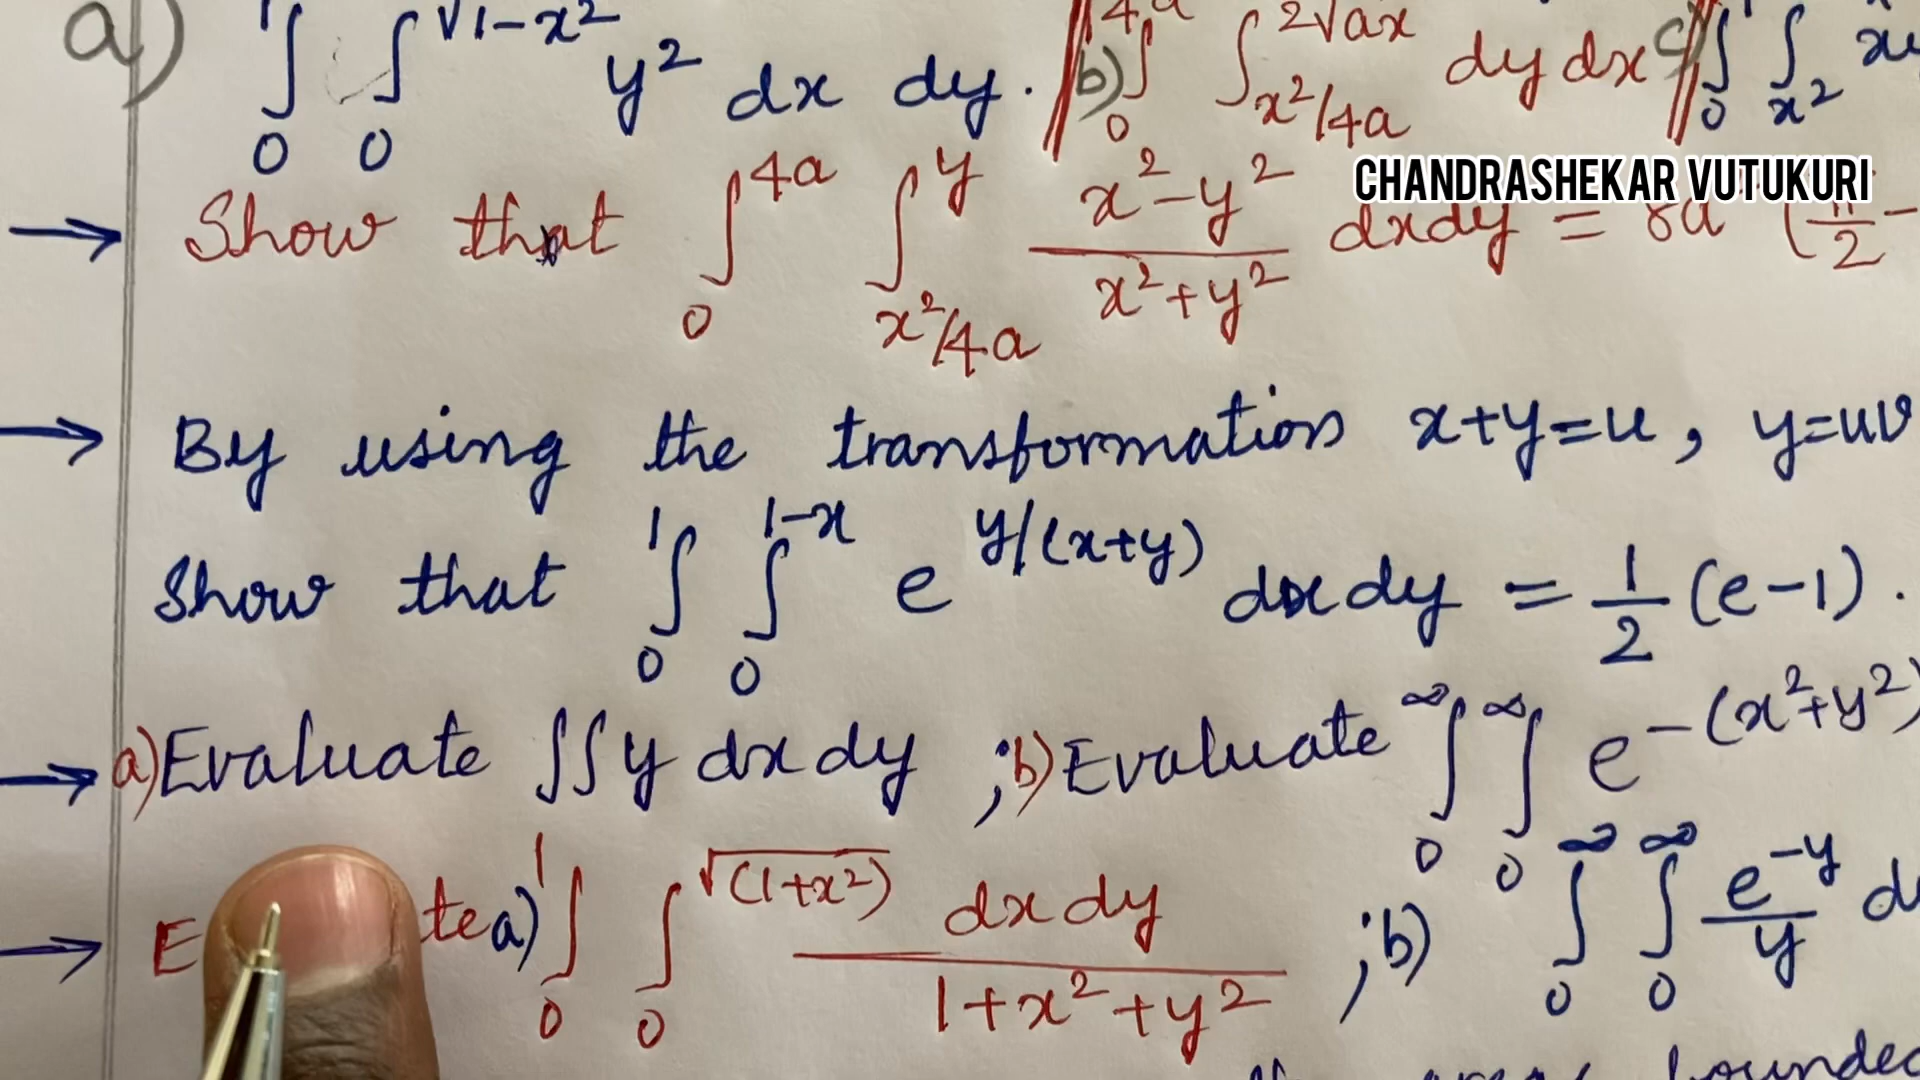 a) ∫₀¹ ∫₀^√1-x² y² dx dy. b) ∫₀^4a ∫_{x²/4a}^{2√ax} dy dx c) ∫₀¹ ∫_{x²}
CHANDRASHEKAR VUTUKURI
→ Show that ∫₀^{4a} ∫_{x²/4a}^{y} (x²-y²)/(x²+y²) dxdy = 8a (π/2 -
→ By using the transformation x+y=u, y=uv
Show that ∫₀¹ ∫₀^{1-x} e^{y/(x+y)} dx dy = 1/2 (e-1).
→ a) Evaluate ∫∫ y dx dy ; b) Evaluate ∫₀^∞ ∫₀^∞ e^{-(x²+y²)}
→ E te a) ∫₀¹ ∫₀^{√(1+x²)} dx dy/(1+x²+y²) ; b) ∫₀^∞ ∫₀^∞ e^{-y}/y d
bounded